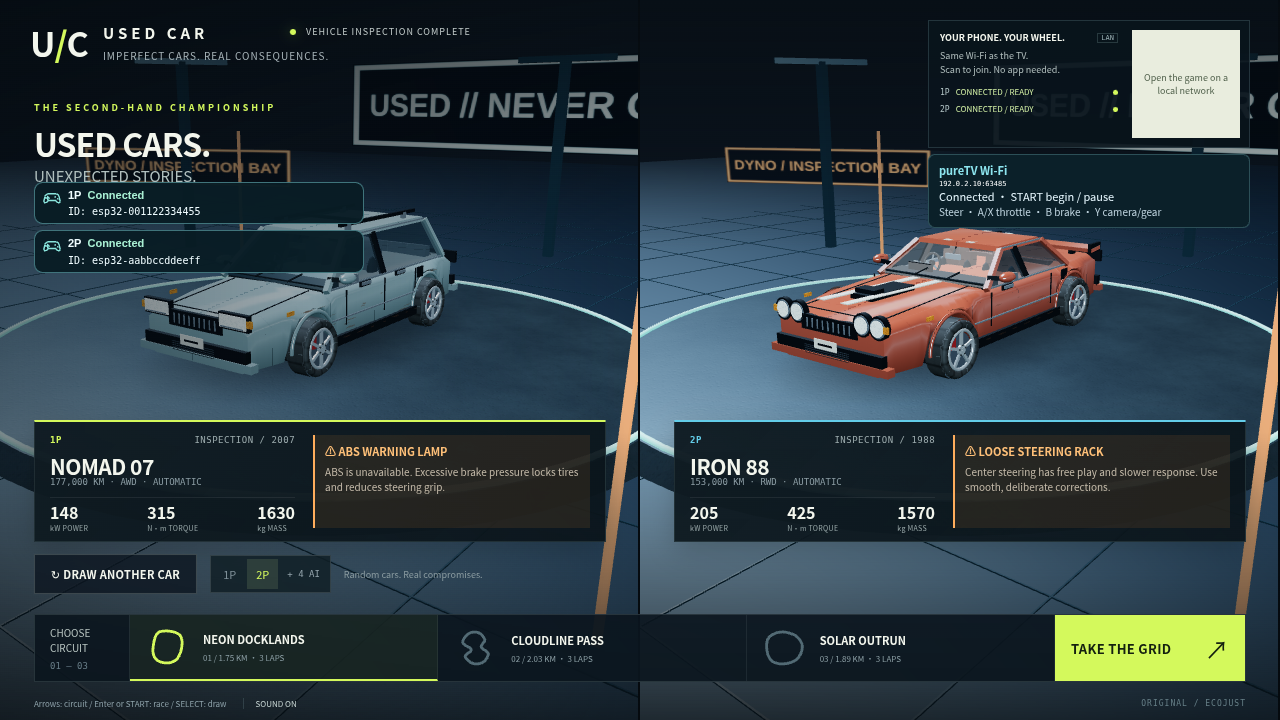 U/C
USED CAR
IMPERFECT CARS. REAL CONSEQUENCES.
VEHICLE INSPECTION COMPLETE
THE SECOND-HAND CHAMPIONSHIP
USED CARS.
UNEXPECTED STORIES.
USED // NEVER
DYNO / INSPECTION BAY
1P Connected
ID: esp32-001122334455
2P Connected
ID: esp32-aabbccddeeff
DYNO / INSPECTION BAY
YOUR PHONE. YOUR WHEEL.
LAN
Same Wi-Fi as the TV.
Scan to join. No app needed.
1P CONNECTED / READY
2P CONNECTED / READY
Open the game on a
local network
pureTV Wi-Fi
192.0.2.10:63485
Connected · START begin / pause
Steer · A/X throttle · B brake · Y camera/gear
1P
INSPECTION / 2007
NOMAD 07
177,000 KM · AWD · AUTOMATIC
148
315
1630
kW POWER
N·m TORQUE
kg MASS
⚠ ABS WARNING LAMP
ABS is unavailable. Excessive brake pressure locks tires
and reduces steering grip.
2P
INSPECTION / 1988
IRON 88
153,000 KM · RWD · AUTOMATIC
205
425
1570
kW POWER
N·m TORQUE
kg MASS
⚠ LOOSE STEERING RACK
Center steering has free play and slower response. Use
smooth, deliberate corrections.
↻ DRAW ANOTHER CAR
1P
2P
+ 4 AI
Random cars. Real compromises.
CHOOSE
CIRCUIT
01 — 03
NEON DOCKLANDS
01 / 1.75 KM · 3 LAPS
CLOUDLINE PASS
02 / 2.03 KM · 3 LAPS
SOLAR OUTRUN
03 / 1.89 KM · 3 LAPS
TAKE THE GRID ↗
Arrows: circuit / Enter or START: race / SELECT: draw
SOUND ON
ORIGINAL / ECOJUST